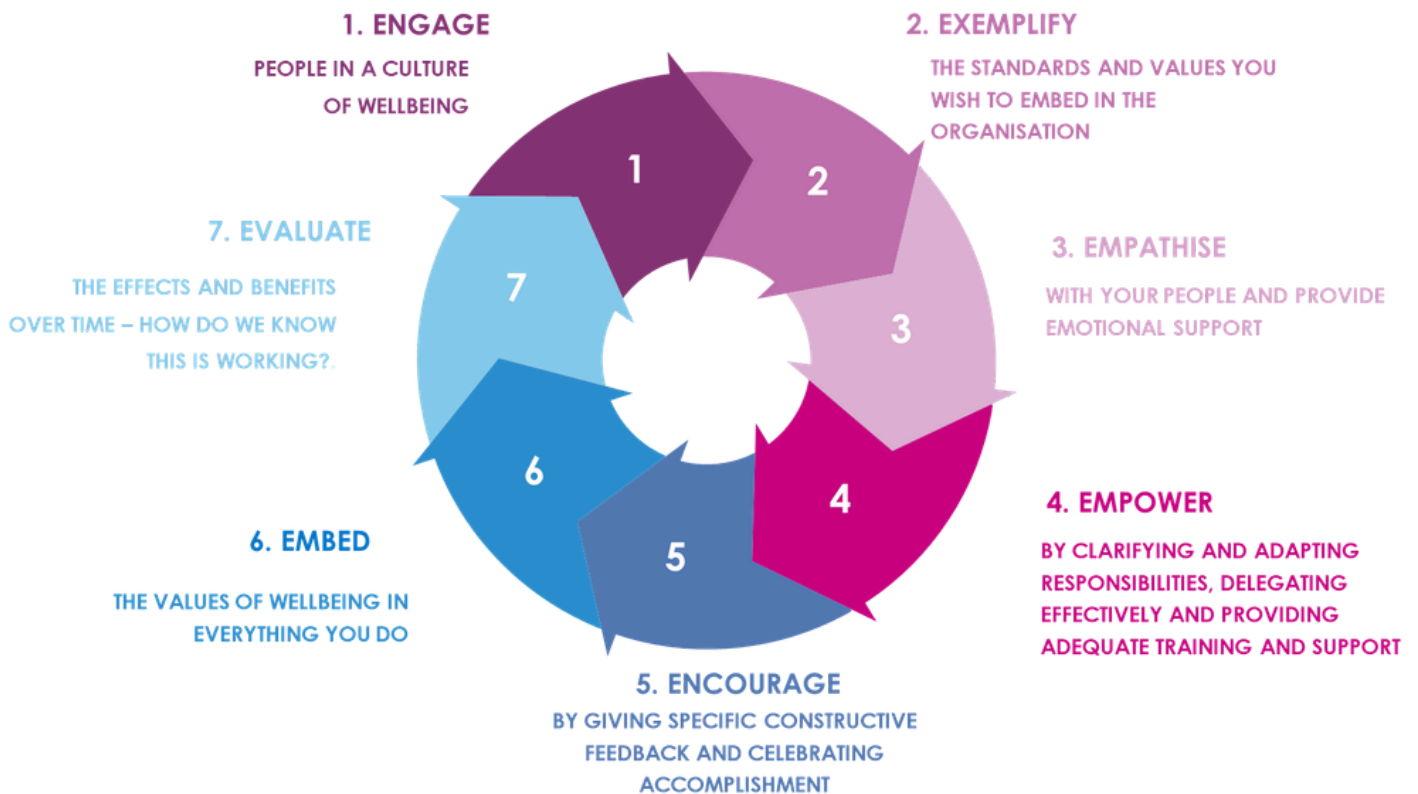 1. ENGAGE
PEOPLE IN A CULTURE
OF WELLBEING
2. EXEMPLIFY
THE STANDARDS AND VALUES YOU
WISH TO EMBED IN THE
ORGANISATION
3. EMPATHISE
WITH YOUR PEOPLE AND PROVIDE
EMOTIONAL SUPPORT
4. EMPOWER
BY CLARIFYING AND ADAPTING
RESPONSIBILITIES, DELEGATING
EFFECTIVELY AND PROVIDING
ADEQUATE TRAINING AND SUPPORT
5. ENCOURAGE
BY GIVING SPECIFIC CONSTRUCTIVE
FEEDBACK AND CELEBRATING
ACCOMPLISHMENT
6. EMBED
THE VALUES OF WELLBEING IN
EVERYTHING YOU DO
7. EVALUATE
THE EFFECTS AND BENEFITS
OVER TIME – HOW DO WE KNOW
THIS IS WORKING?.
1
2
3
4
5
6
7